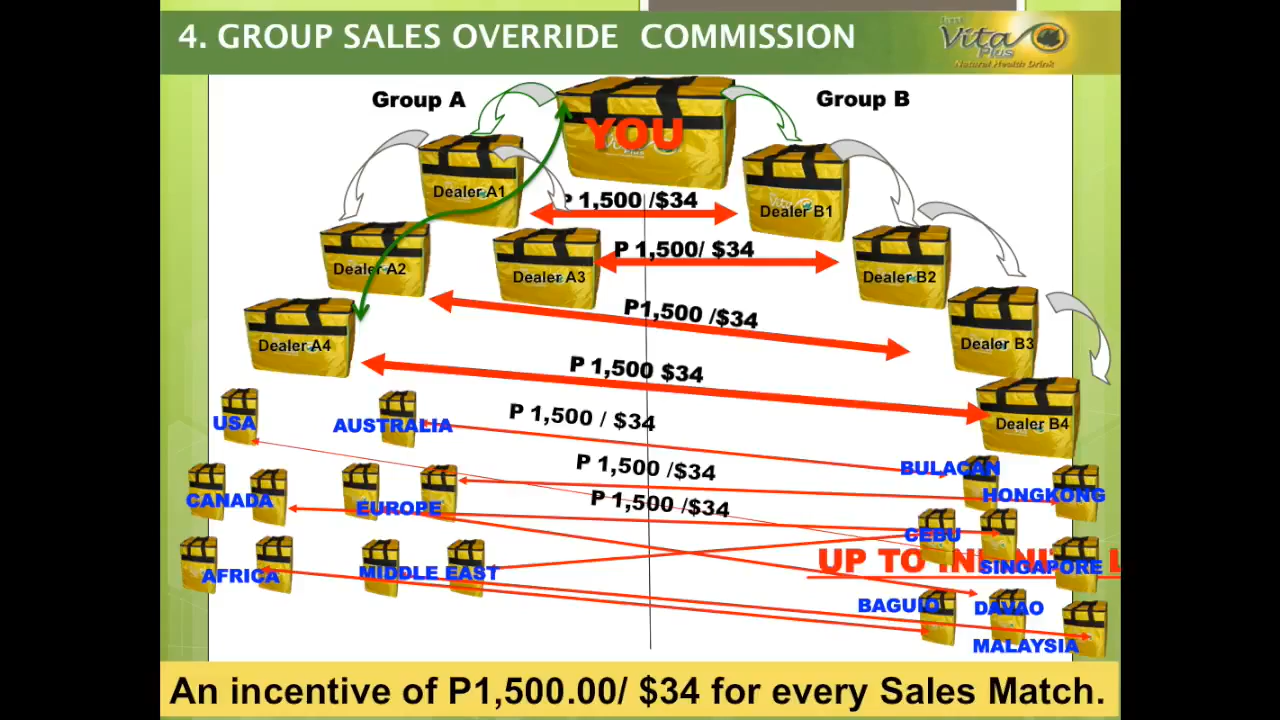 4. GROUP SALES OVERRIDE COMMISSION
Vita
Plus
Natural Health Drink
Group A
Group B
YOU
Dealer A1
P 1,500 /$34
Dealer B1
P 1,500/ $34
Dealer A2
Dealer A3
Dealer B2
P1,500 /$34
Dealer A4
Dealer B3
P 1,500 $34
P 1,500 / $34
USA
AUSTRALIA
Dealer B4
P 1,500 /$34
BULACAN
CANADA
EUROPE
P 1,500 /$34
HONGKONG
CEBU
UP TO
SINGAPORE
AFRICA
MIDDLE EAST
BAGUIO
DAVAO
MALAYSIA
An incentive of P1,500.00/ $34 for every Sales Match.